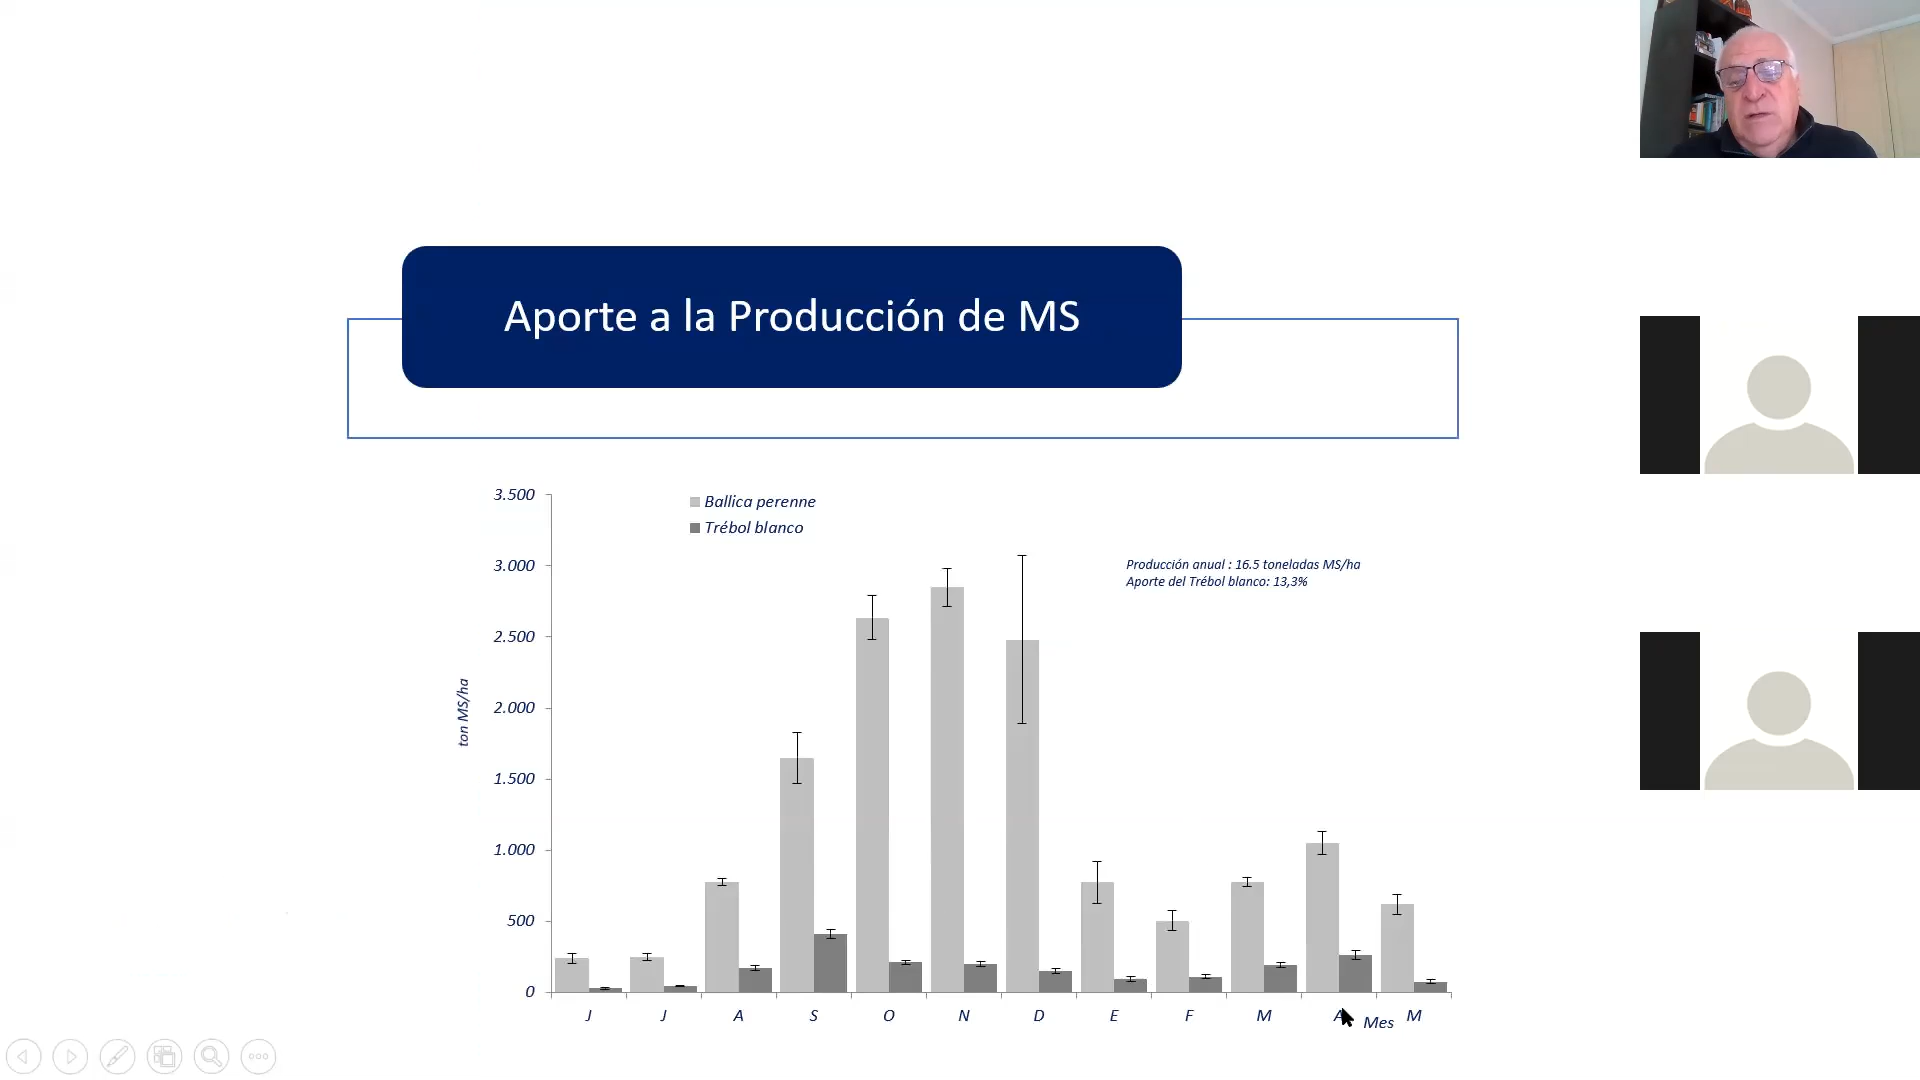 Aporte a la Producción de MS
3.500
3.000
2.500
2.000
1.500
1.000
500
0
ton MS/ha
Ballica perenne
Trébol blanco
Producción anual : 16.5 toneladas MS/ha
Aporte del Trébol blanco: 13,3%
J J A S O N D E F M A M
Mes